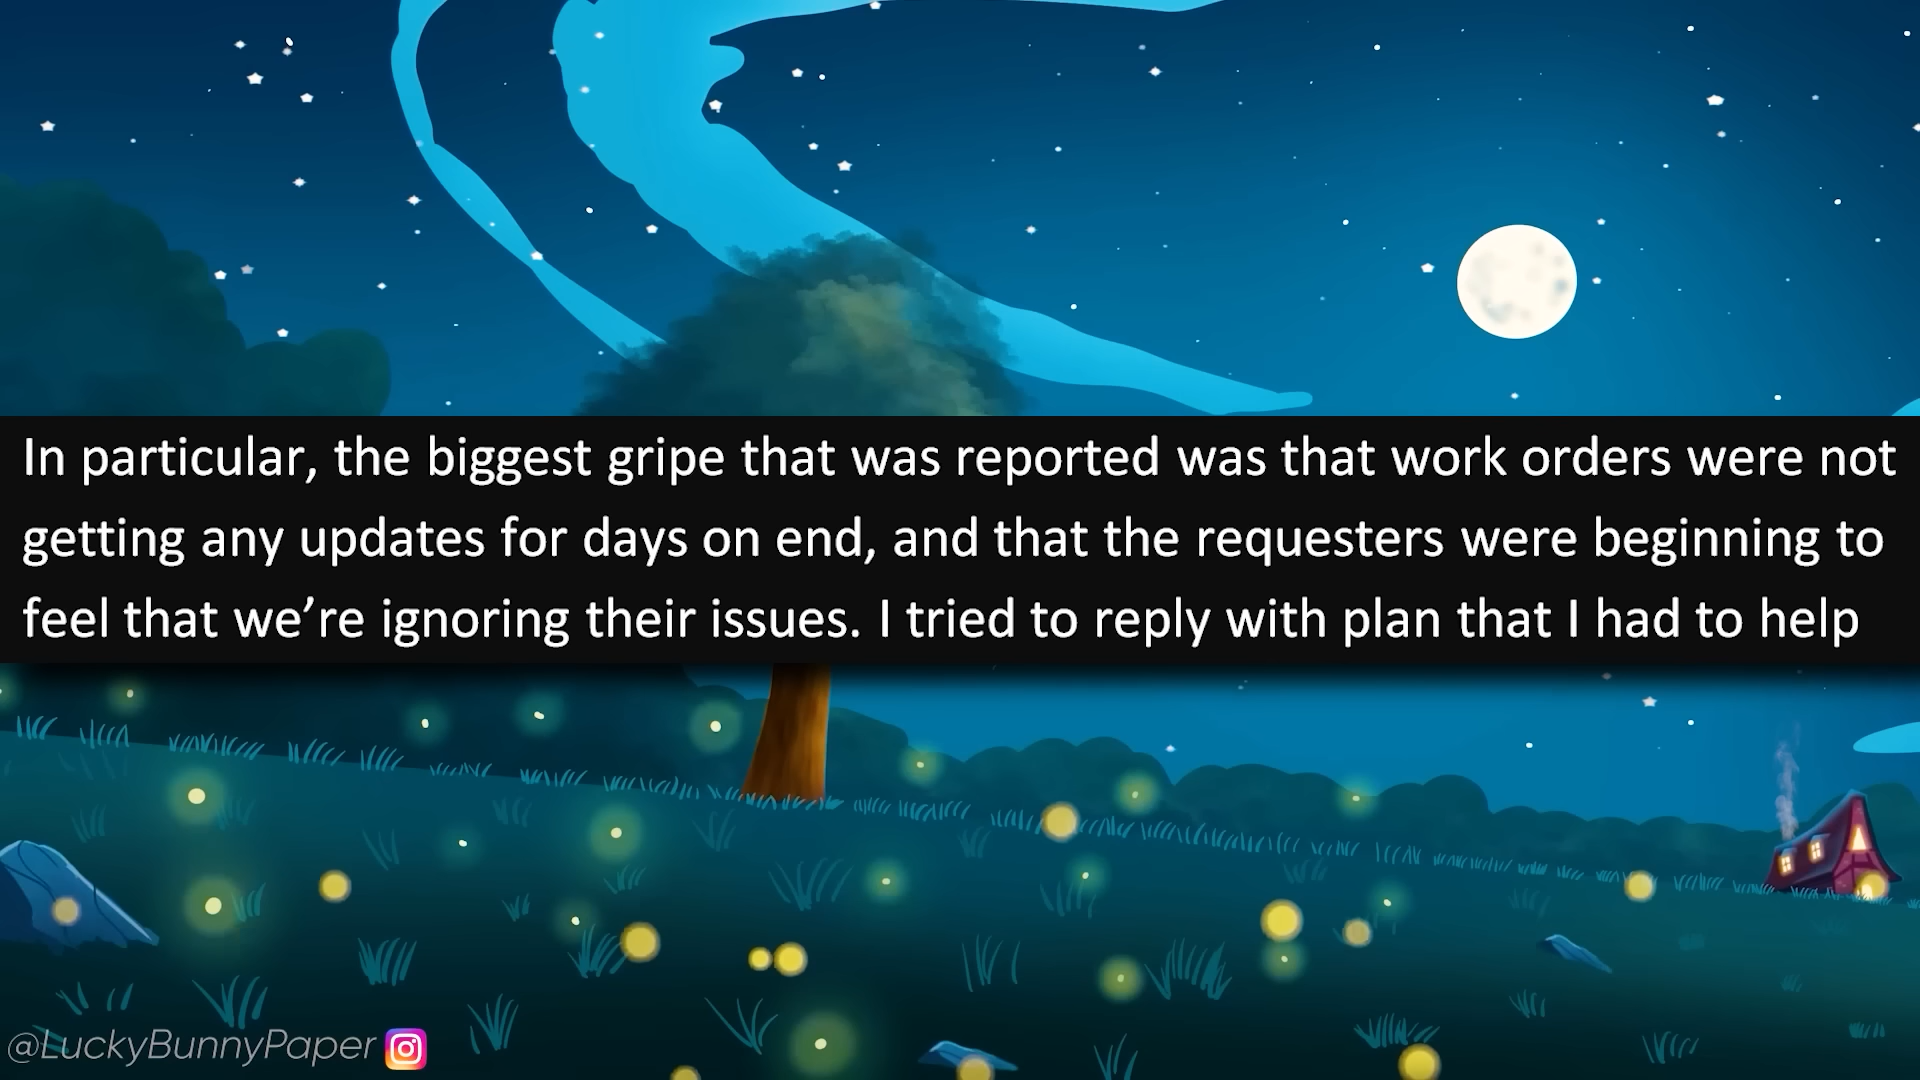 In particular, the biggest gripe that was reported was that work orders were not
getting any updates for days on end, and that the requesters were beginning to
feel that we’re ignoring their issues. I tried to reply with plan that I had to help
@LuckyBunnyPaper